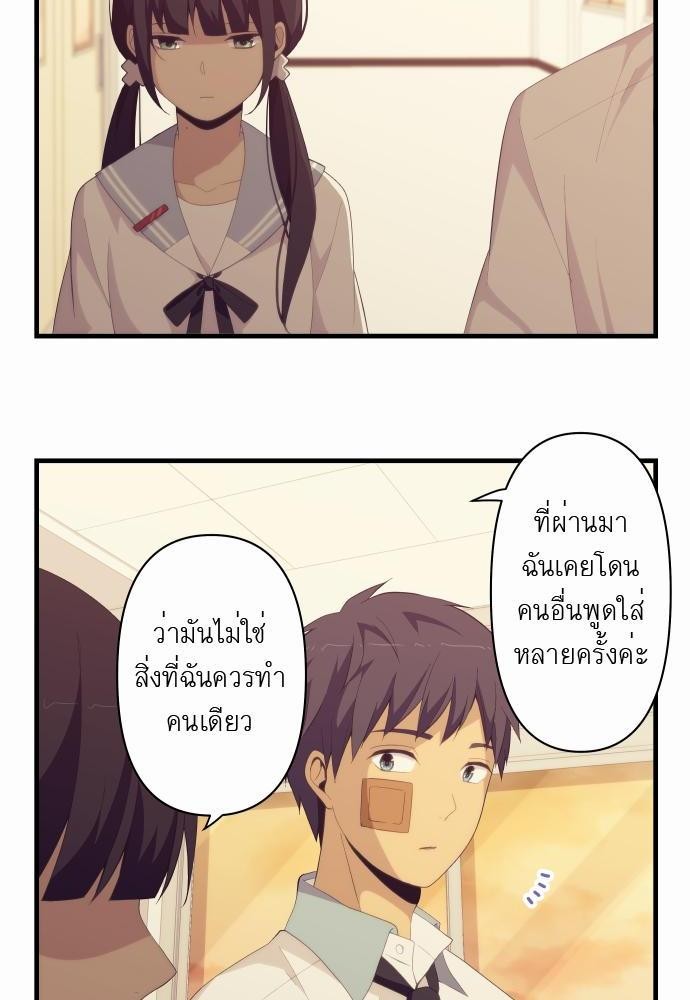 ที่ผ่านมา
ฉันเคยโดน
คนอื่นพูดใส่
หลายครั้งค่ะ
ว่ามันไม่ใช่
สิ่งที่ฉันควรทำ
คนเดียว